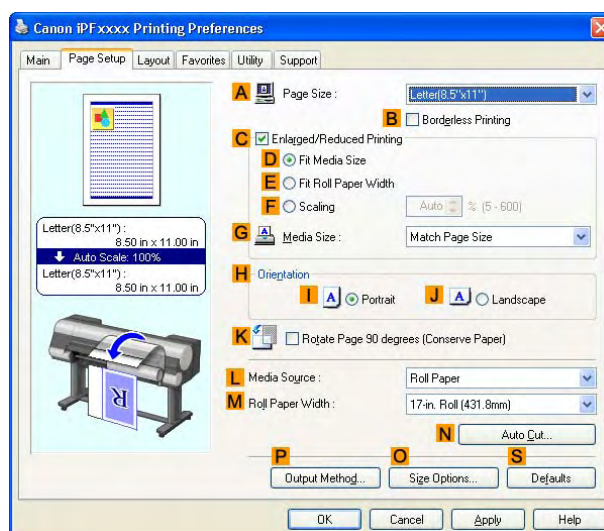 Canon iPFxxxx Printing Preferences
Main Page Setup Layout Favorites Utility Support
A Page Size : Letter(8.5"x11")
B Borderless Printing
C Enlarged/Reduced Printing
D Fit Media Size
E Fit Roll Paper Width
F Scaling Auto % (5 - 600)
G Media Size : Match Page Size
Letter(8.5"x11") :
8.50 in x 11.00 in
Auto Scale: 100%
Letter(8.5"x11") :
8.50 in x 11.00 in
H Orientation
I A Portrait J A Landscape
K Rotate Page 90 degrees (Conserve Paper)
R
L Media Source : Roll Paper
M Roll Paper Width : 17-in. Roll (431.8mm)
N Auto Cut...
P O S
Output Method... Size Options... Defaults
OK Cancel Apply Help